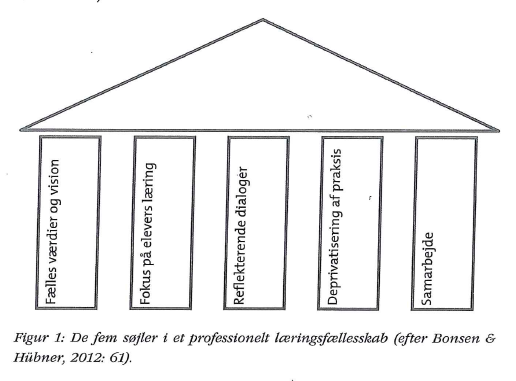 Fælles værdier og vision
Fokus på elevers læring
Reflekterende dialoger
Deprivatisering af praksis
Samarbejde
Figur 1: De fem søjler i et professionelt læringsfællesskab (efter Bonsen &
Hübner, 2012: 61).